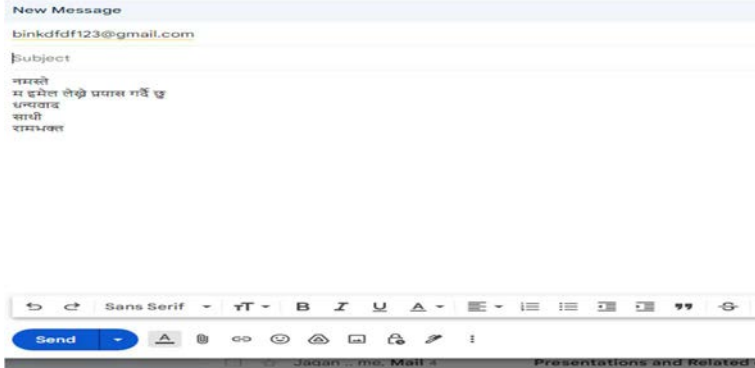 New Message
binkdfdf123@gmail.com
Subject
नमस्ते
म इमेल लेख्ने प्रयास गर्दै छु
धन्यवाद
साथी
रामभक्त
Sans Serif
Send
Jagan .. me, Mail 4 Presentations and Related